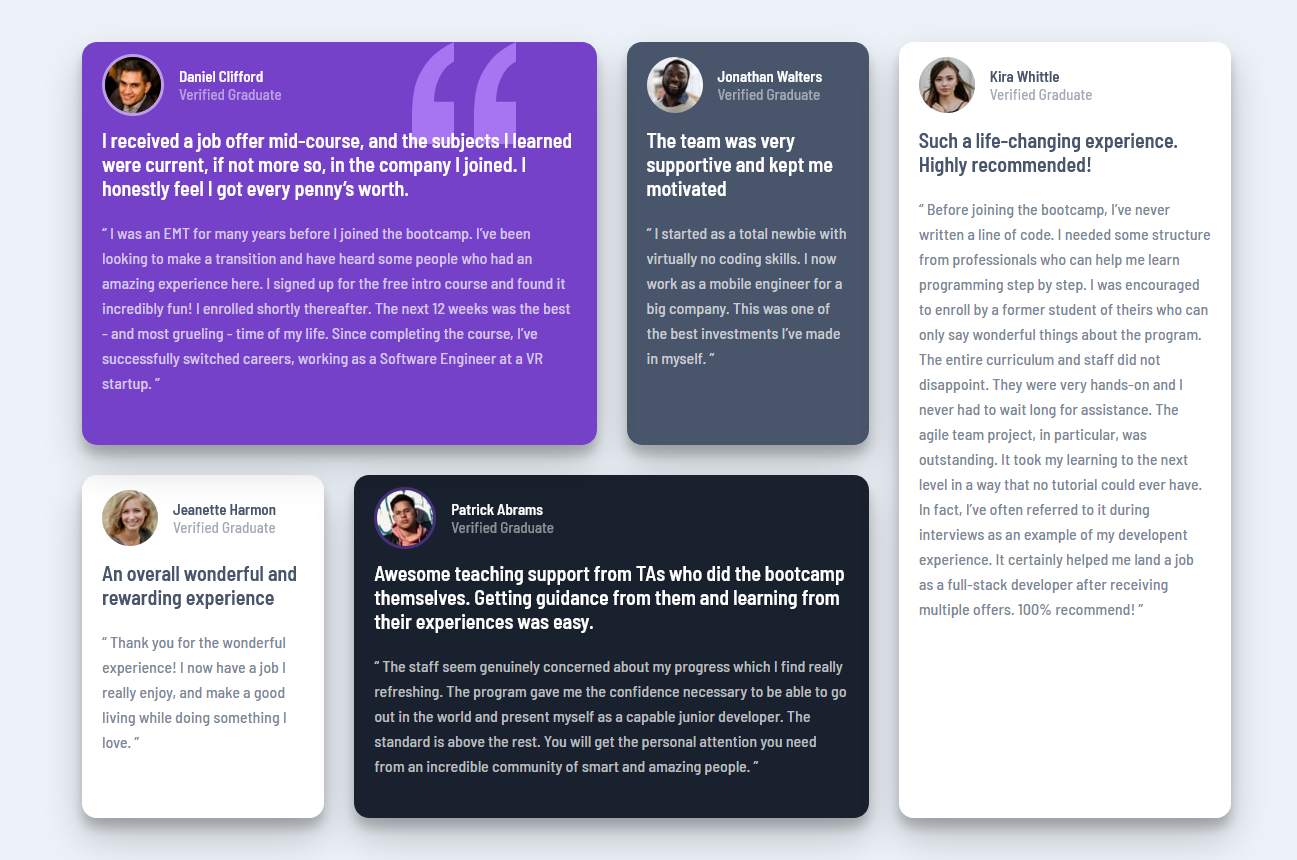 Daniel Clifford
Verified Graduate
I received a job offer mid-course, and the subjects I learned
were current, if not more so, in the company I joined. I
honestly feel I got every penny’s worth.
“ I was an EMT for many years before I joined the bootcamp. I’ve been
looking to make a transition and have heard some people who had an
amazing experience here. I signed up for the free intro course and found it
incredibly fun! I enrolled shortly thereafter. The next 12 weeks was the best
- and most grueling - time of my life. Since completing the course, I’ve
successfully switched careers, working as a Software Engineer at a VR
startup. ”
Jonathan Walters
Verified Graduate
The team was very
supportive and kept me
motivated
“ I started as a total newbie with
virtually no coding skills. I now
work as a mobile engineer for a
big company. This was one of
the best investments I’ve made
in myself. ”
Kira Whittle
Verified Graduate
Such a life-changing experience.
Highly recommended!
“ Before joining the bootcamp, I’ve never
written a line of code. I needed some structure
from professionals who can help me learn
programming step by step. I was encouraged
to enroll by a former student of theirs who can
only say wonderful things about the program.
The entire curriculum and staff did not
disappoint. They were very hands-on and I
never had to wait long for assistance. The
agile team project, in particular, was
outstanding. It took my learning to the next
level in a way that no tutorial could ever have.
In fact, I’ve often referred to it during
interviews as an example of my developent
experience. It certainly helped me land a job
as a full-stack developer after receiving
multiple offers. 100% recommend! ”
Jeanette Harmon
Verified Graduate
An overall wonderful and
rewarding experience
“ Thank you for the wonderful
experience! I now have a job I
really enjoy, and make a good
living while doing something I
love. ”
Patrick Abrams
Verified Graduate
Awesome teaching support from TAs who did the bootcamp
themselves. Getting guidance from them and learning from
their experiences was easy.
“ The staff seem genuinely concerned about my progress which I find really
refreshing. The program gave me the confidence necessary to be able to go
out in the world and present myself as a capable junior developer. The
standard is above the rest. You will get the personal attention you need
from an incredible community of smart and amazing people. ”